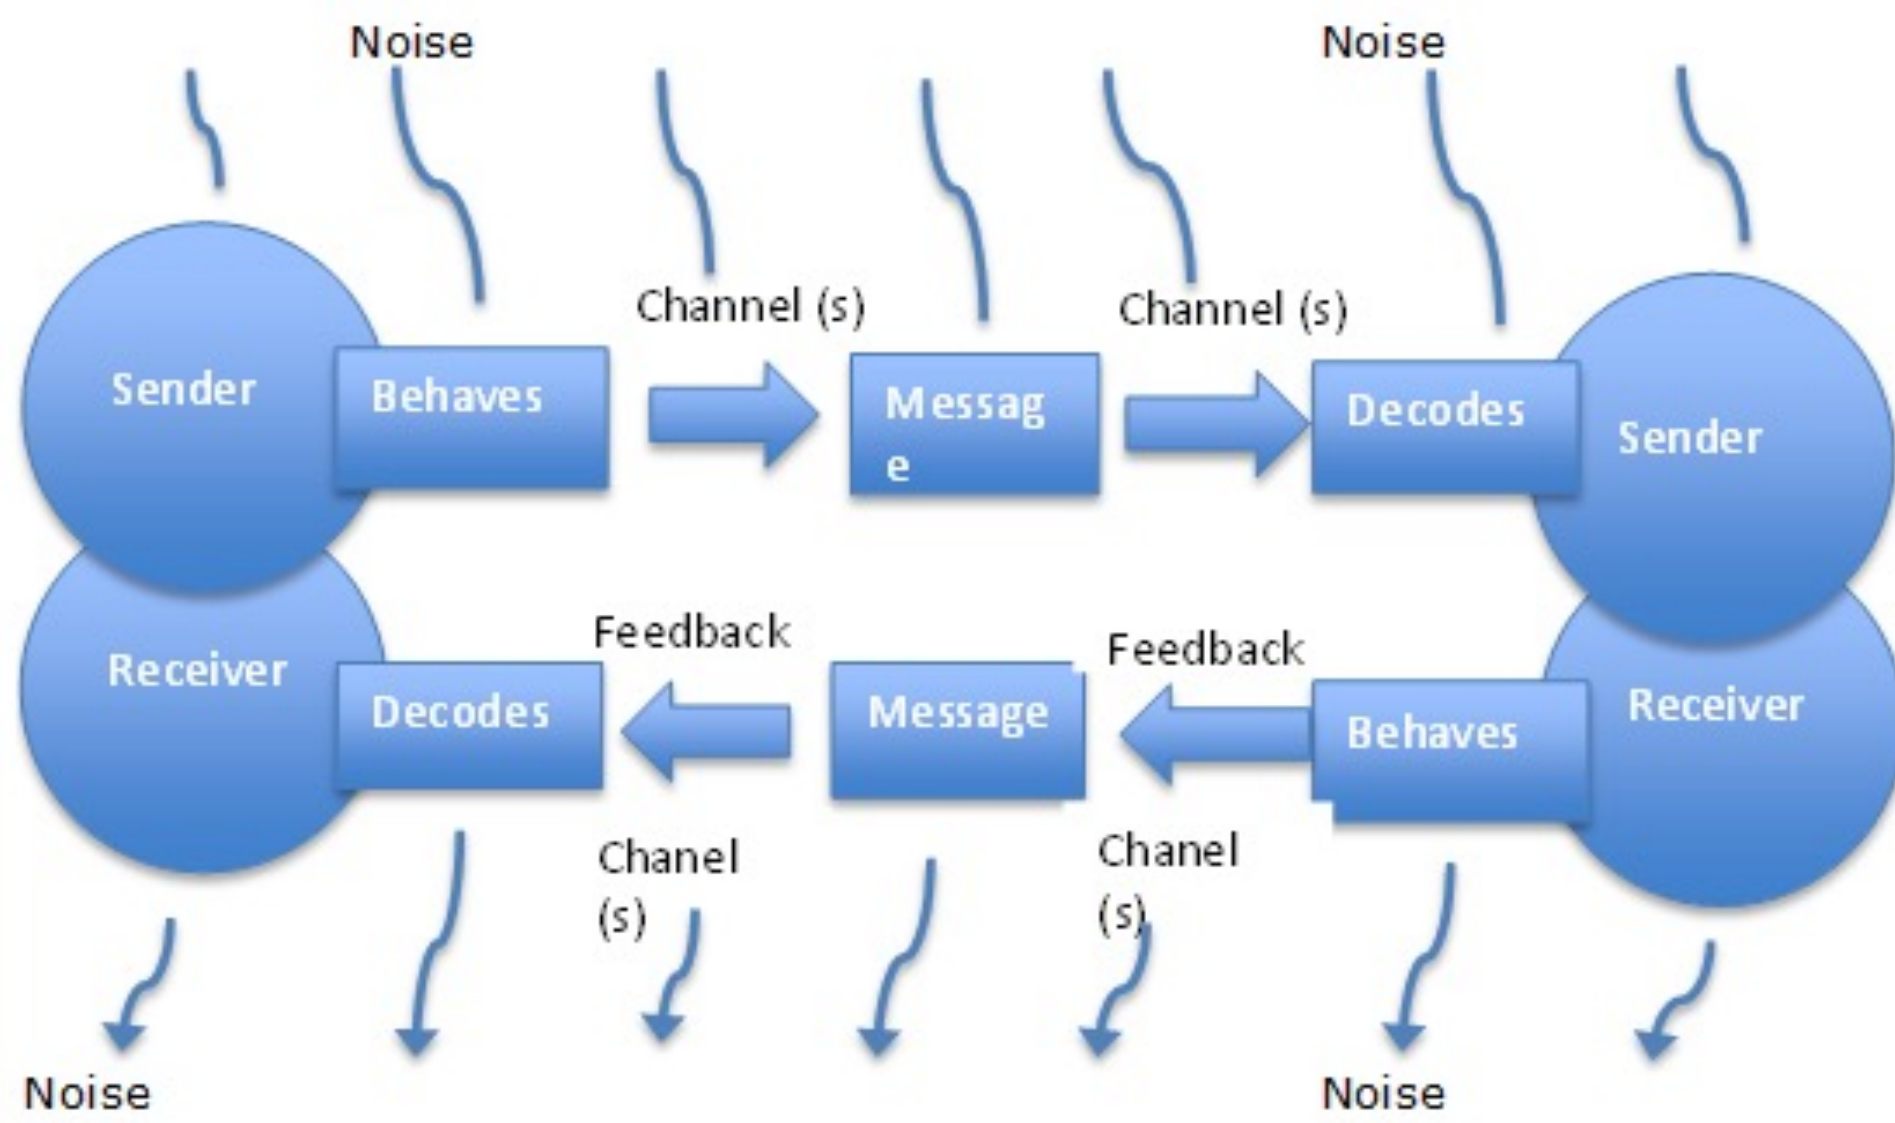 Noise
Noise
Channel (s)
Channel (s)
Sender
Behaves
Messag
e
Decodes
Sender
Feedback
Feedback
Receiver
Decodes
Message
Behaves
Receiver
Chanel
(s)
Chanel
(s)
Noise
Noise